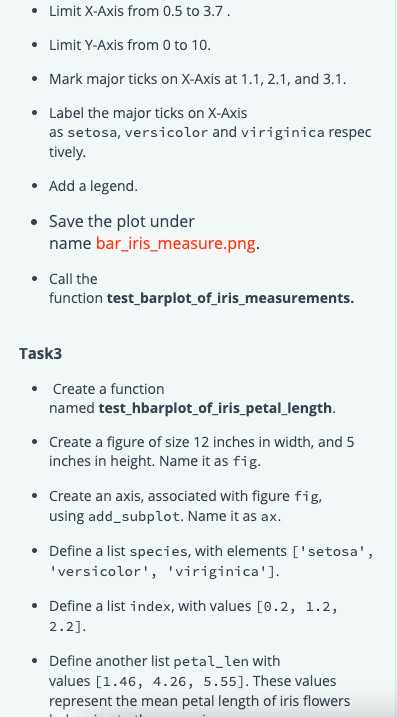 • Limit X-Axis from 0.5 to 3.7 .
• Limit Y-Axis from 0 to 10.
• Mark major ticks on X-Axis at 1.1, 2.1, and 3.1.
• Label the major ticks on X-Axis
as setosa, versicolor and viriginica respec
tively.
• Add a legend.
• Save the plot under
name bar_iris_measure.png.
• Call the
function test_barplot_of_iris_measurements.
Task3
• Create a function
named test_hbarplot_of_iris_petal_length.
• Create a figure of size 12 inches in width, and 5
inches in height. Name it as fig.
• Create an axis, associated with figure fig,
using add_subplot. Name it as ax.
• Define a list species, with elements ['setosa',
'versicolor', 'viriginica'].
• Define a list index, with values [0.2, 1.2,
2.2].
• Define another list petal_len with
values [1.46, 4.26, 5.55]. These values
represent the mean petal length of iris flowers